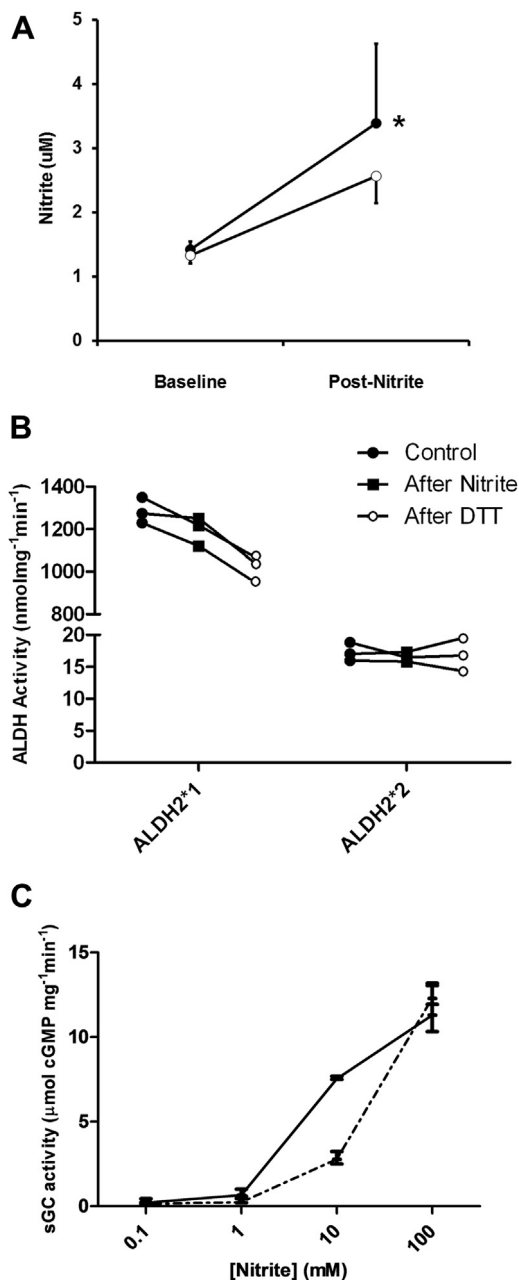 A
Nitrite (uM)
5
4
3
2
1
0
*
Baseline
Post-Nitrite
B
Control
After Nitrite
After DTT
ALDH Activity (nmolmg⁻¹min⁻¹)
1400
1200
1000
800
20
15
10
5
0
ALDH2*1
ALDH2*2
C
sGC activity (μmol cGMP mg⁻¹min⁻¹)
15
10
5
0
0.1
1
10
100
[Nitrite] (mM)